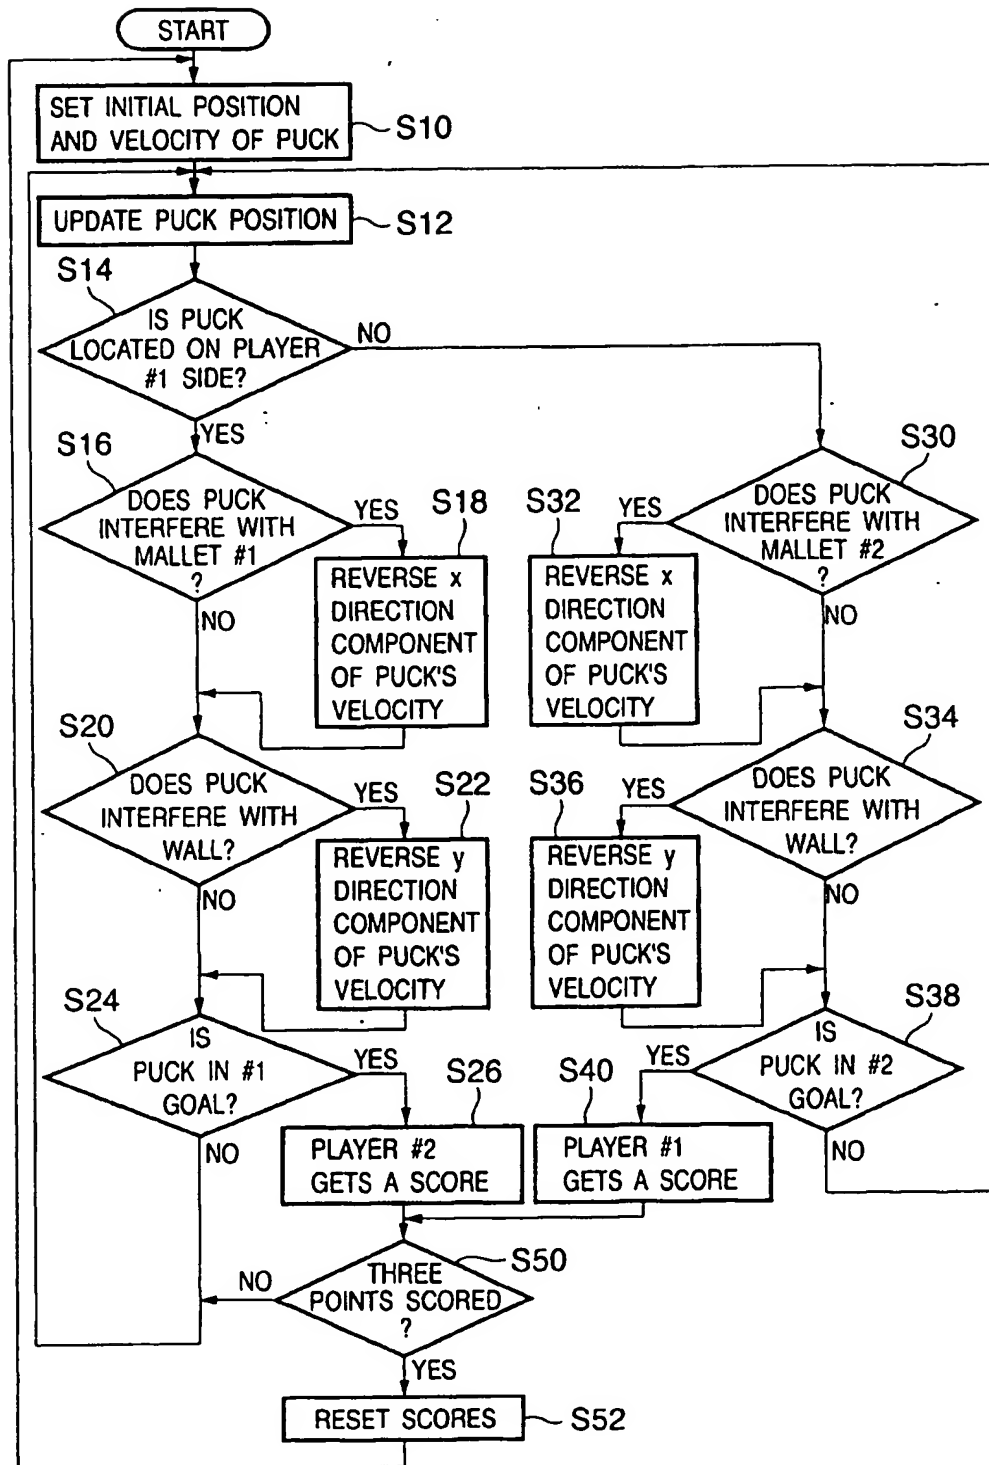 START
SET INITIAL POSITION
AND VELOCITY OF PUCK
S10
UPDATE PUCK POSITION
S12
S14
IS PUCK
LOCATED ON PLAYER
#1 SIDE?
NO
YES
S16
DOES PUCK
INTERFERE WITH
MALLET #1
?
YES
NO
S18
REVERSE x
DIRECTION
COMPONENT
OF PUCK'S
VELOCITY
S30
DOES PUCK
INTERFERE WITH
MALLET #2
?
YES
NO
S32
REVERSE x
DIRECTION
COMPONENT
OF PUCK'S
VELOCITY
S20
DOES PUCK
INTERFERE WITH
WALL?
YES
NO
S22
REVERSE y
DIRECTION
COMPONENT
OF PUCK'S
VELOCITY
S34
DOES PUCK
INTERFERE WITH
WALL?
YES
NO
S36
REVERSE y
DIRECTION
COMPONENT
OF PUCK'S
VELOCITY
S24
IS
PUCK IN #1
GOAL?
YES
NO
S26
PLAYER #2
GETS A SCORE
S38
IS
PUCK IN #2
GOAL?
YES
NO
S40
PLAYER #1
GETS A SCORE
S50
THREE
POINTS SCORED
?
NO
YES
RESET SCORES
S52